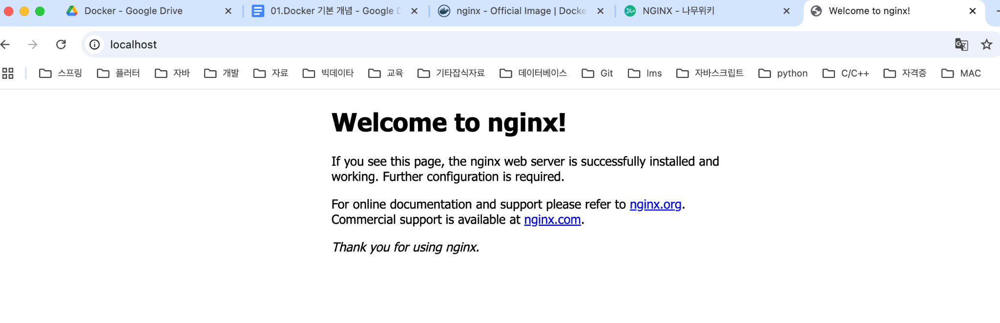 Docker - Google Drive
01.Docker 기본 개념 - Google D
nginx - Official Image | Docke
NGINX - 나무위키
Welcome to nginx!
localhost
스프링 플러터 자바 개발 자료 빅데이타 교육 기타잡식자료 데이터베이스 Git lms 자바스크립트 python C/C++ 자격증 MAC
Welcome to nginx!
If you see this page, the nginx web server is successfully installed and
working. Further configuration is required.
For online documentation and support please refer to nginx.org.
Commercial support is available at nginx.com.
Thank you for using nginx.